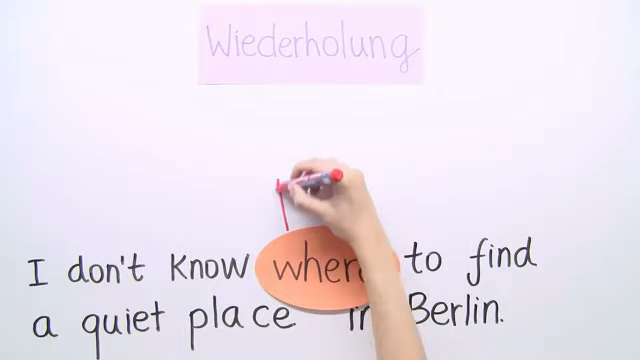 Wiederholung
I don't know where to find
a quiet place in Berlin.